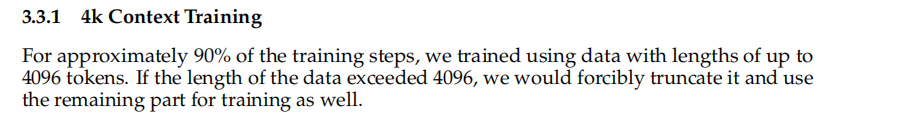 3.3.1 4k Context Training
For approximately 90% of the training steps, we trained using data with lengths of up to
4096 tokens. If the length of the data exceeded 4096, we would forcibly truncate it and use
the remaining part for training as well.